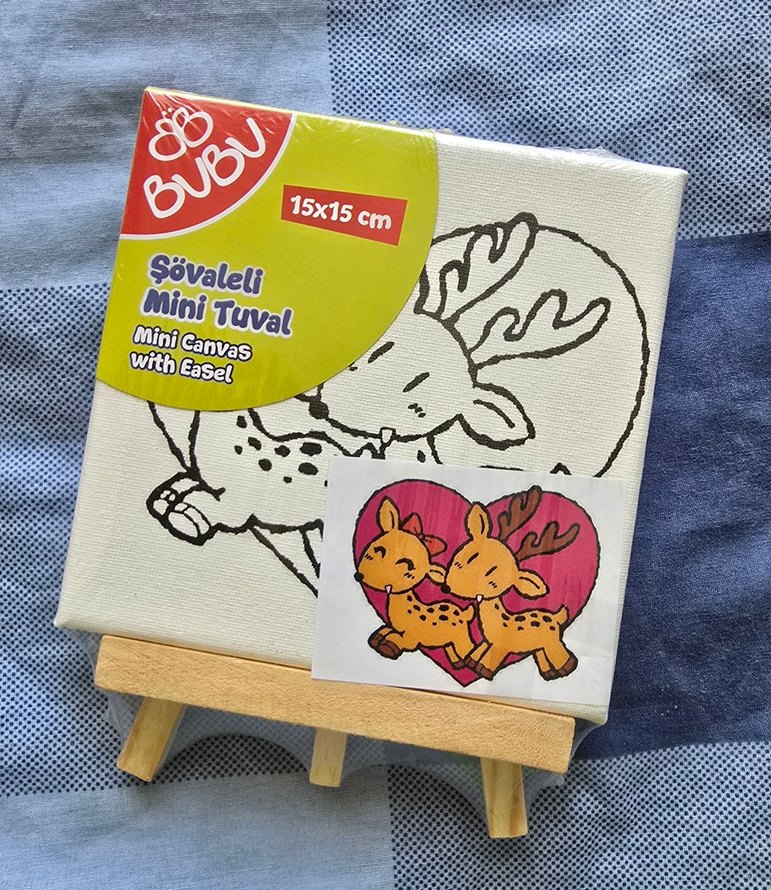 BUBU
15x15 cm
Şövaleli
Mini Tuval
Mini Canvas
with Easel